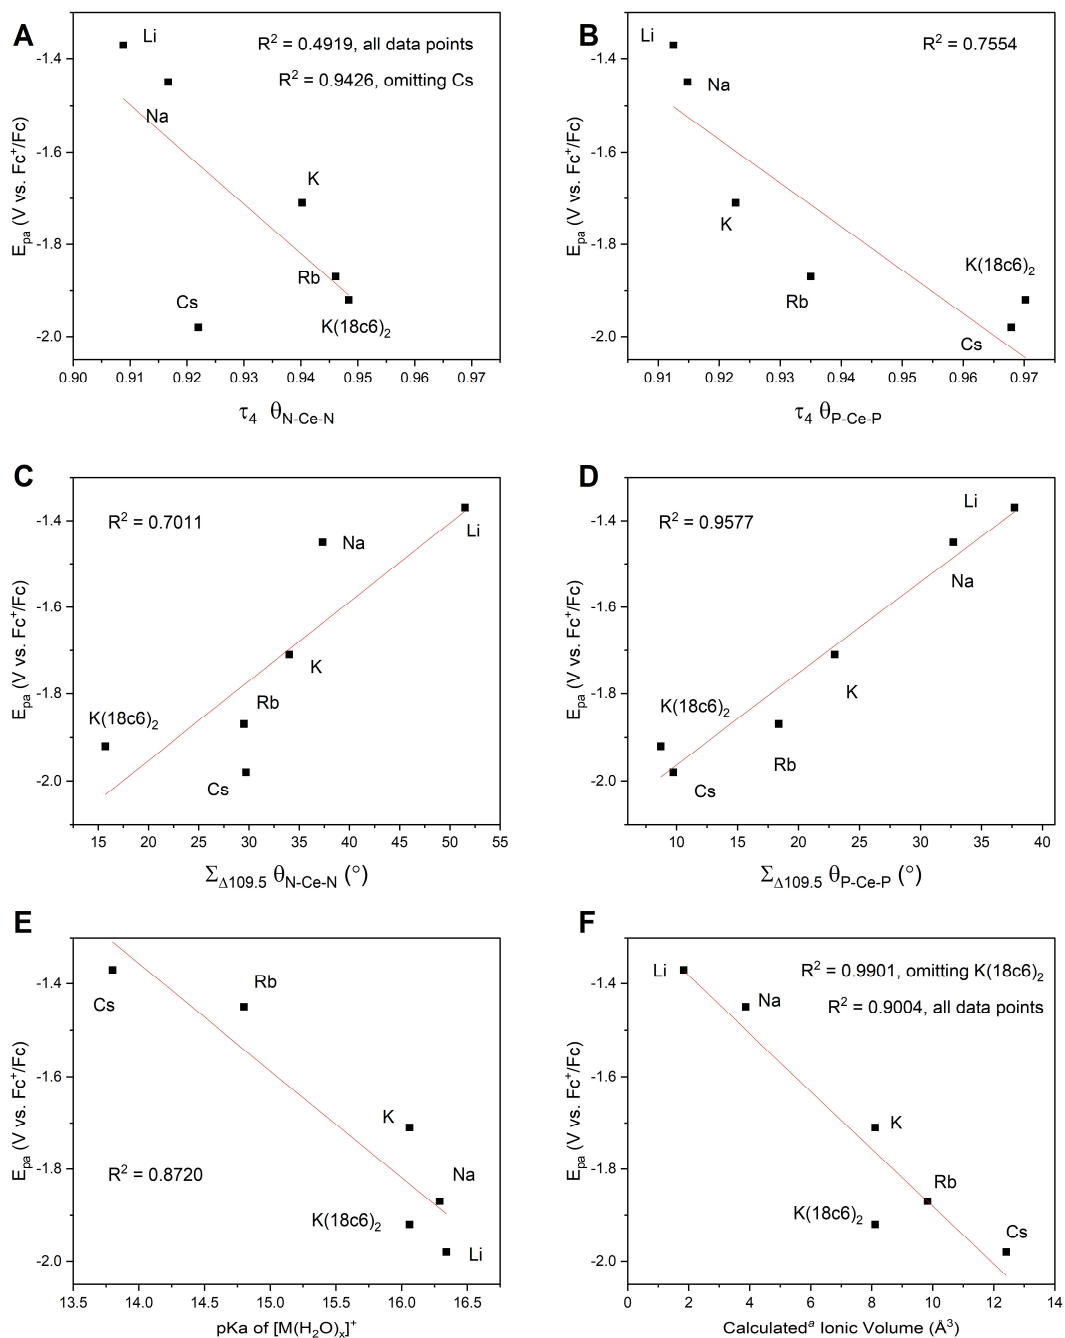 A
Li
R² = 0.4919, all data points
R² = 0.9426, omitting Cs
Na
K
Rb
Cs
K(18c6)₂
-1.4
-1.6
-1.8
-2.0
Eₚₐ (V vs. Fc⁺/Fc)
0.90 0.91 0.92 0.93 0.94 0.95 0.96 0.97
τ₄ θN-Ce-N
B
Li
R² = 0.7554
Na
K
K(18c6)₂
Rb
Cs
-1.4
-1.6
-1.8
-2.0
Eₚₐ (V vs. Fc⁺/Fc)
0.91 0.92 0.93 0.94 0.95 0.96 0.97
τ₄ θP-Ce-P
C
R² = 0.7011
Li
Na
K
Rb
K(18c6)₂
Cs
-1.4
-1.6
-1.8
-2.0
Eₚₐ (V vs. Fc⁺/Fc)
15 20 25 30 35 40 45 50 55
ΣΔ109.5 θN-Ce-N (°)
D
Li
R² = 0.9577
Na
K
K(18c6)₂
Rb
Cs
-1.4
-1.6
-1.8
-2.0
Eₚₐ (V vs. Fc⁺/Fc)
10 15 20 25 30 35 40
ΣΔ109.5 θP-Ce-P (°)
E
Rb
Cs
K
R² = 0.8720
Na
K(18c6)₂
Li
-1.4
-1.6
-1.8
-2.0
Eₚₐ (V vs. Fc⁺/Fc)
13.5 14.0 14.5 15.0 15.5 16.0 16.5
pKa of [M(H₂O)ₓ]⁺
F
Li
R² = 0.9901, omitting K(18c6)₂
Na
R² = 0.9004, all data points
K
Rb
K(18c6)₂
Cs
-1.4
-1.6
-1.8
-2.0
Eₚₐ (V vs. Fc⁺/Fc)
0 2 4 6 8 10 12 14
Calculatedᵃ Ionic Volume (Å³)